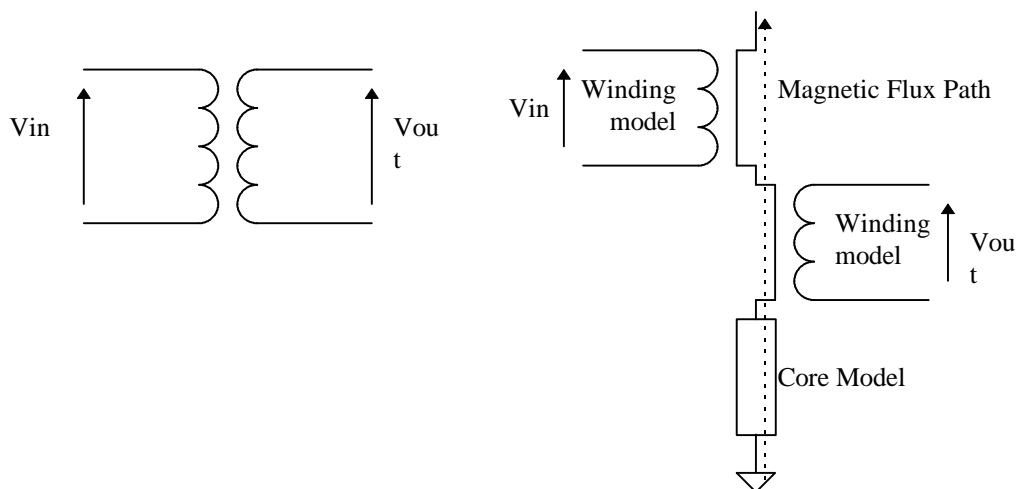 Vin
Vou
t
Vin
Winding
model
Magnetic Flux Path
Winding
model
Vou
t
Core Model